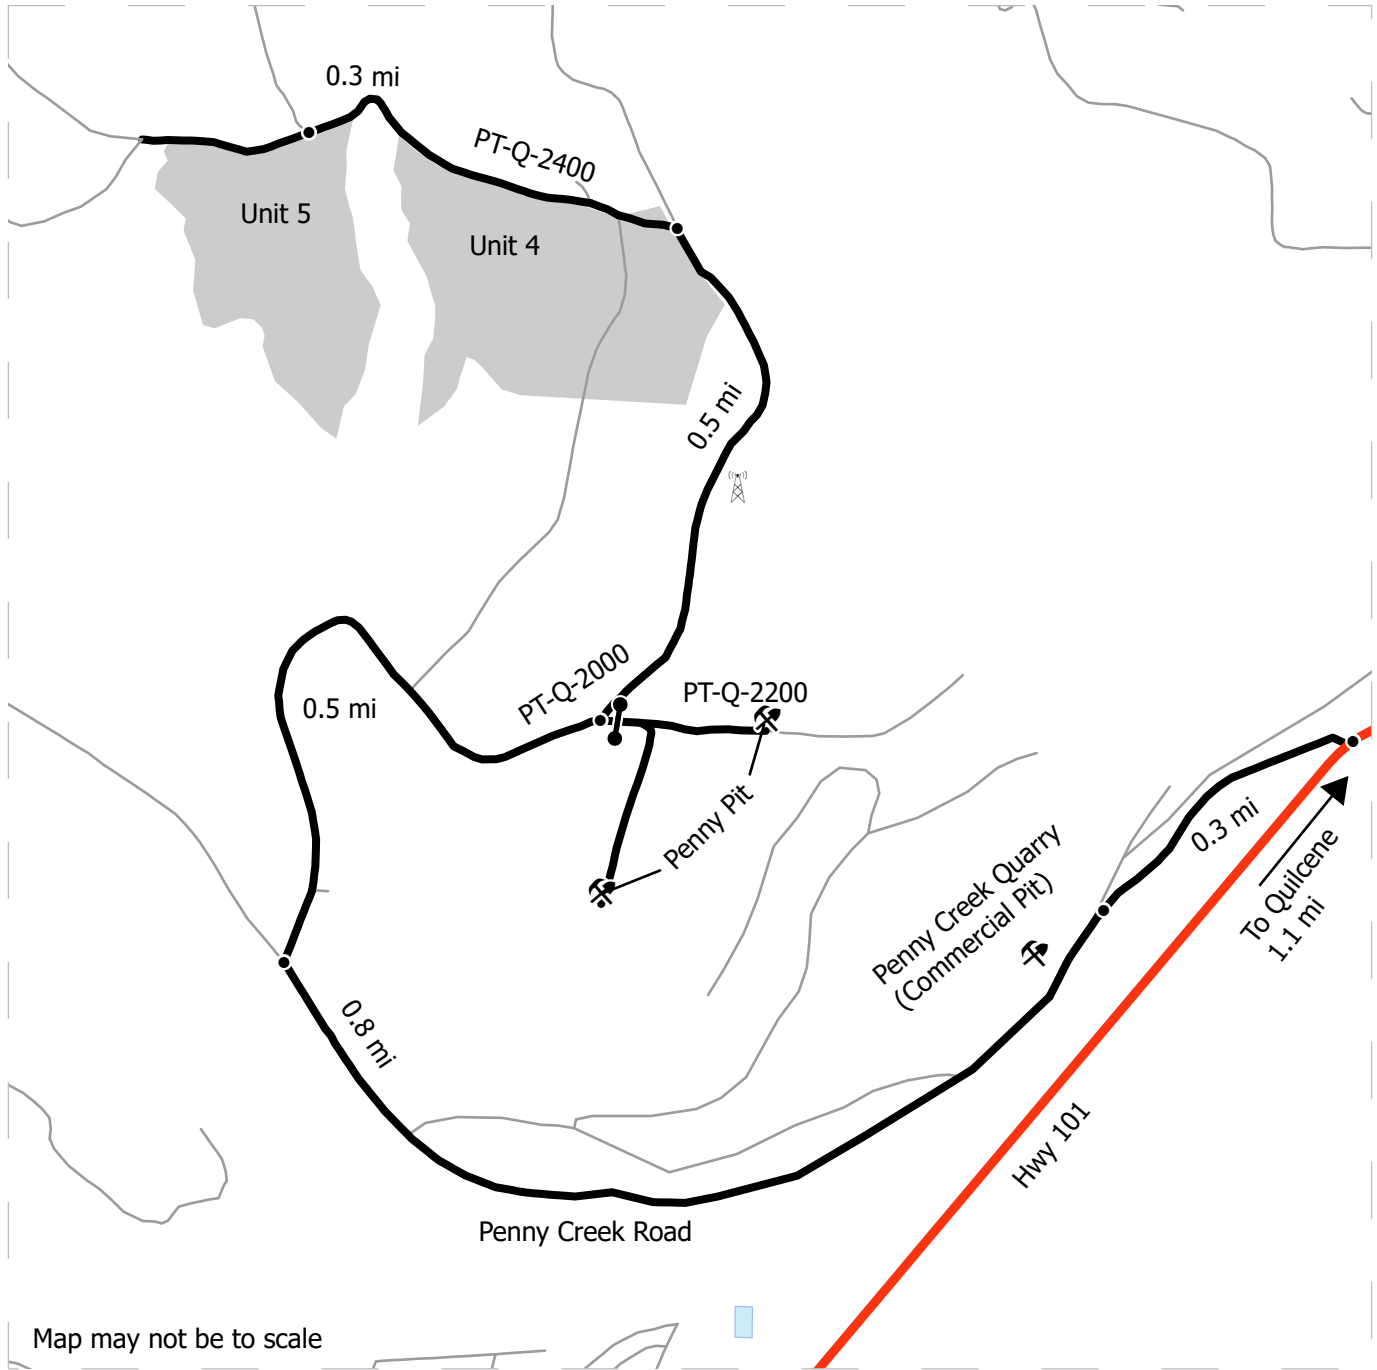 0.3 mi
PT-Q-2400
Unit 5
Unit 4
0.5 mi
PT-Q-2000
PT-Q-2200
0.5 mi
Penny Pit
0.3 mi
Penny Creek Quarry
(Commercial Pit)
To Quilcene
1.1 mi
0.8 mi
Hwy 101
Penny Creek Road
Map may not be to scale